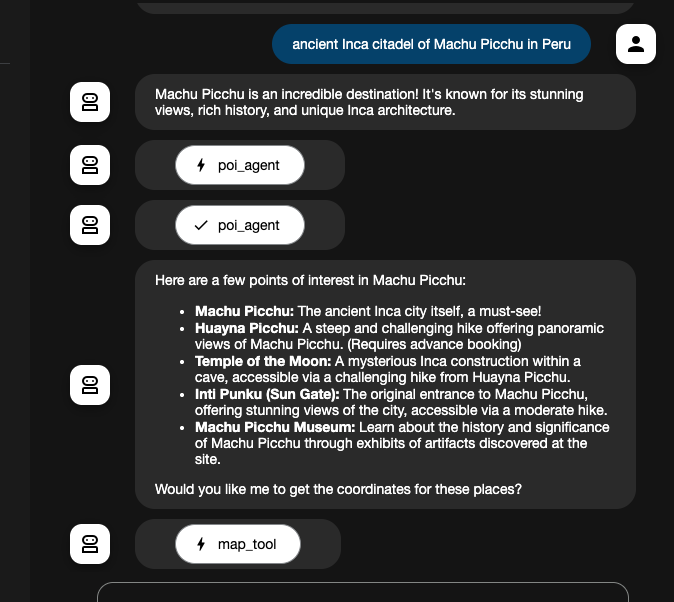 ancient Inca citadel of Machu Picchu in Peru
Machu Picchu is an incredible destination! It's known for its stunning
views, rich history, and unique Inca architecture.
poi_agent
poi_agent
Here are a few points of interest in Machu Picchu:
• Machu Picchu: The ancient Inca city itself, a must-see!
• Huayna Picchu: A steep and challenging hike offering panoramic
views of Machu Picchu. (Requires advance booking)
• Temple of the Moon: A mysterious Inca construction within a
cave, accessible via a challenging hike from Huayna Picchu.
• Inti Punku (Sun Gate): The original entrance to Machu Picchu,
offering stunning views of the city, accessible via a moderate hike.
• Machu Picchu Museum: Learn about the history and significance
of Machu Picchu through exhibits of artifacts discovered at the
site.
Would you like me to get the coordinates for these places?
map_tool